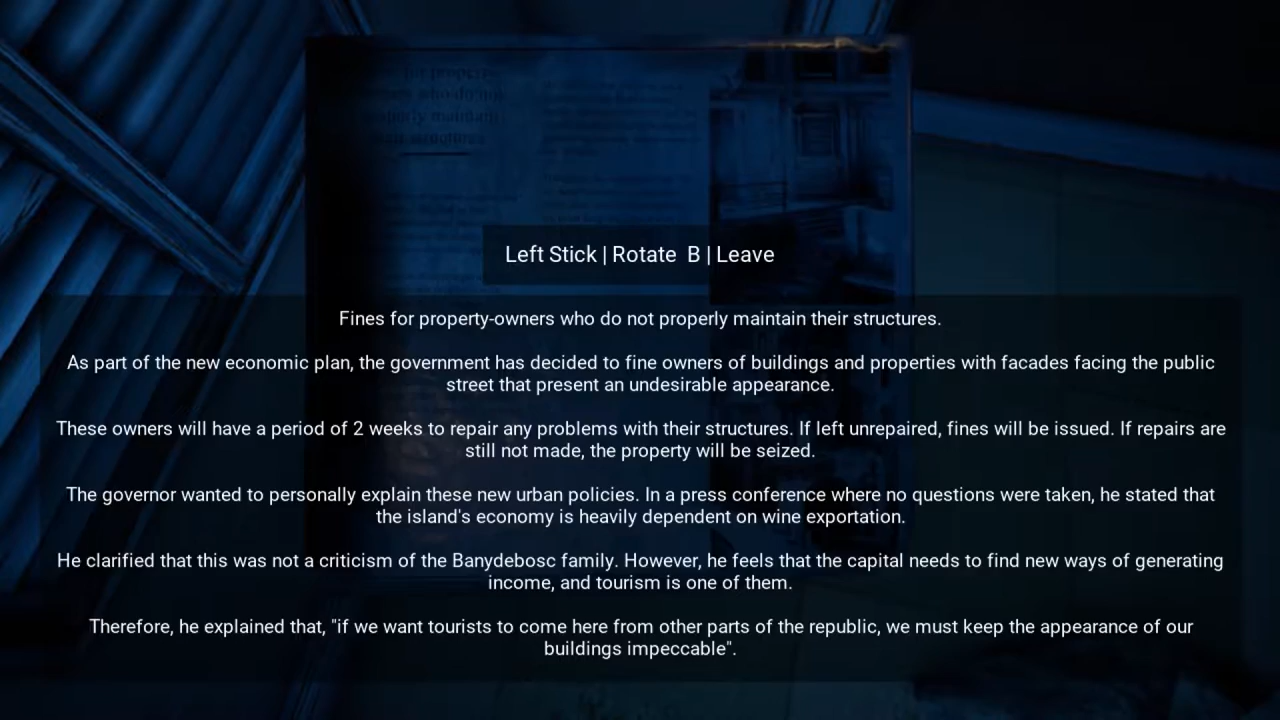 for proper-
who do not
maintain
structures.
Left Stick | Rotate B | Leave
Fines for property-owners who do not properly maintain their structures.
As part of the new economic plan, the government has decided to fine owners of buildings and properties with facades facing the public
street that present an undesirable appearance.
These owners will have a period of 2 weeks to repair any problems with their structures. If left unrepaired, fines will be issued. If repairs are
still not made, the property will be seized.
The governor wanted to personally explain these new urban policies. In a press conference where no questions were taken, he stated that
the island's economy is heavily dependent on wine exportation.
He clarified that this was not a criticism of the Banydebosc family. However, he feels that the capital needs to find new ways of generating
income, and tourism is one of them.
Therefore, he explained that, "if we want tourists to come here from other parts of the republic, we must keep the appearance of our
buildings impeccable".